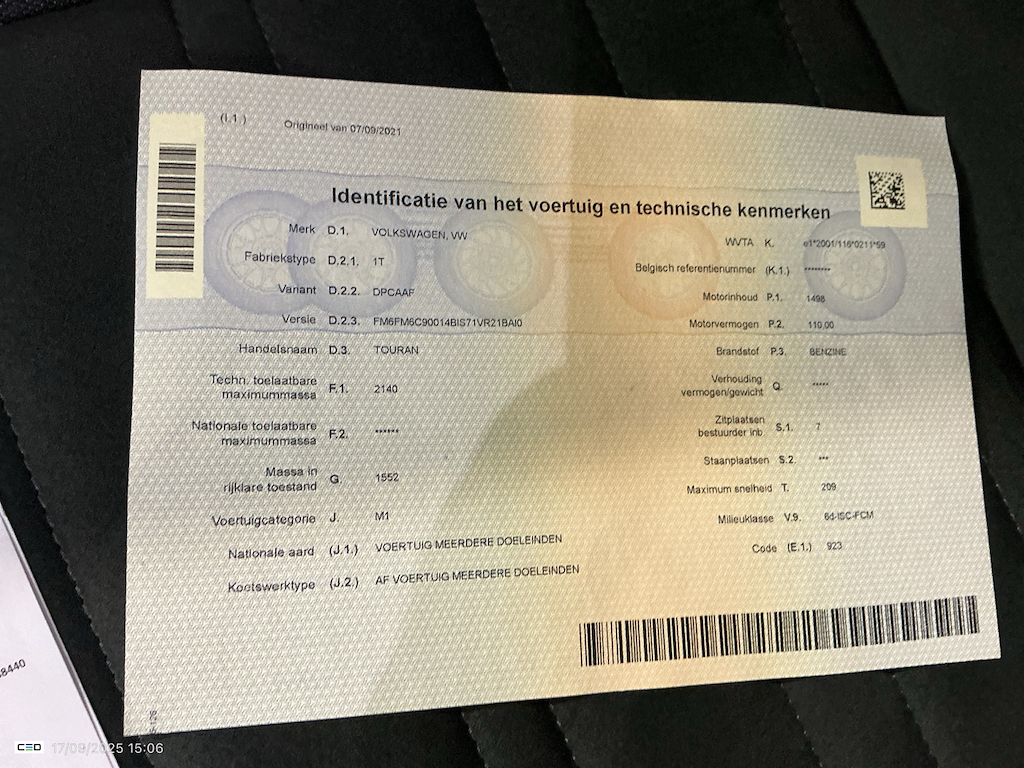 (I.1.) Origineel van 07/09/2021
Identificatie van het voertuig en technische kenmerken
Merk D.1. VOLKSWAGEN, VW
Fabriekstype D.2.1. 1T
Variant D.2.2. DPCAAF
Versie D.2.3. FM6FM6C90014BIS71VR21BAI0
Handelsnaam D.3. TOURAN
Techn. toelaatbare
maximummassa F.1. 2140
Nationale toelaatbare
maximummassa F.2. ******
Massa in
rijklare toestand G. 1552
Voertuigcategorie J. M1
Nationale aard (J.1.) VOERTUIG MEERDERE DOELEINDEN
Koetswerktype (J.2.) AF VOERTUIG MEERDERE DOELEINDEN
WVTA K. e1*2001/116*0211*59
Belgisch referentienummer (K.1.) ********
Motorinhoud P.1. 1498
Motorvermogen P.2. 110,00
Brandstof P.3. BENZINE
Verhouding
vermogen/gewicht Q. *****
Zitplaatsen
bestuurder inb. S.1. 7
Staanplaatsen S.2. ***
Maximum snelheid T. 209
Milieuklasse V.9. 6d-ISC-FCM
Code (E.1.) 923
8440
CEO 17/09/2025 15:06